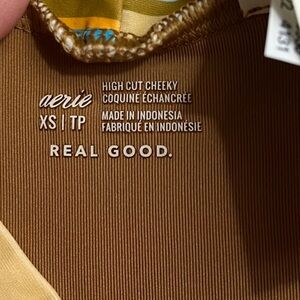 aerie
XS | TP
HIGH CUT CHEEKY
COQUINE ÉCHANCRÉE
MADE IN INDONESIA
FABRIQUÉ EN INDONÉSIE
REAL GOOD.